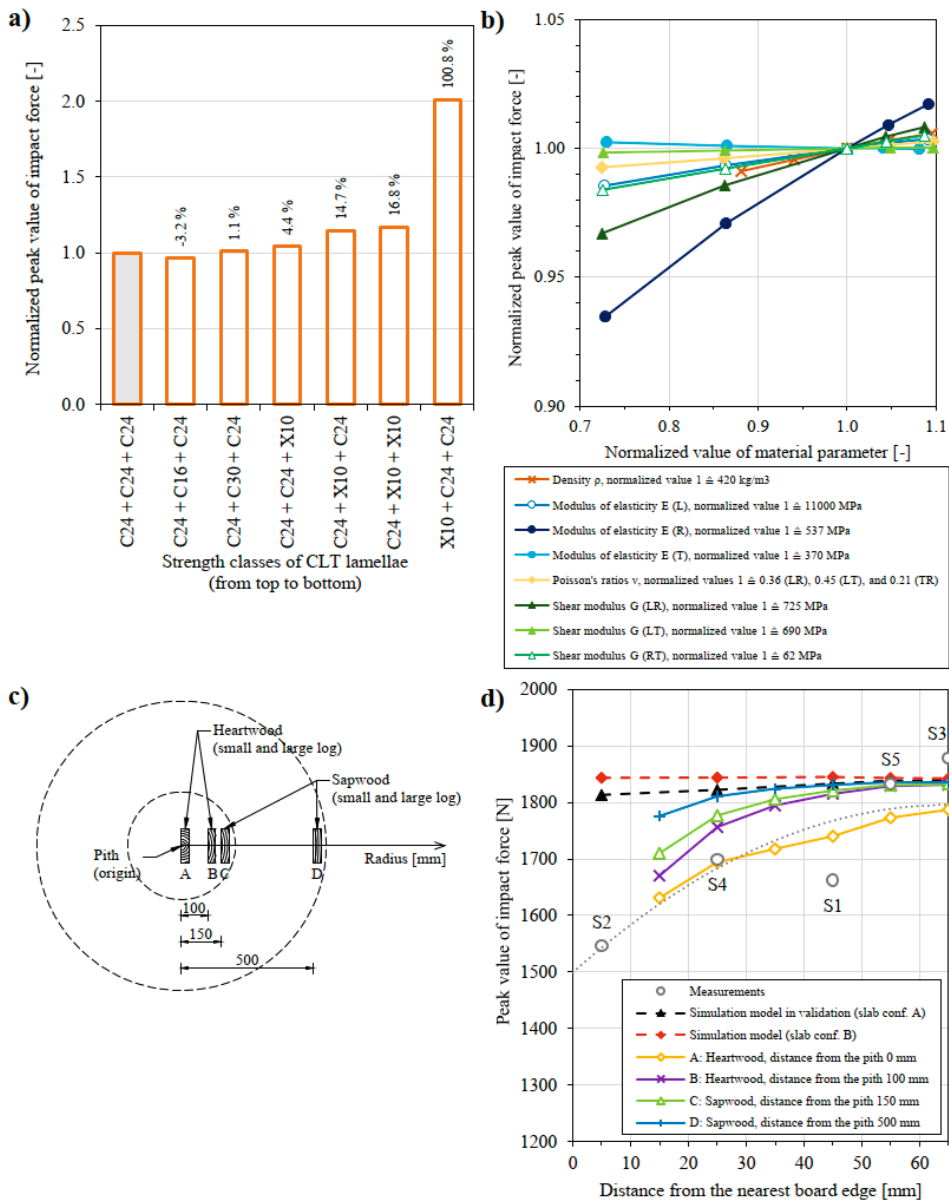 a)
Normalized peak value of impact force [-]
2.5
2.0
1.5
1.0
0.5
0.0
-3.2 %
1.1 %
4.4 %
14.7 %
16.8 %
100.8 %
C24 + C24 + C24
C24 + C16 + C24
C24 + C30 + C24
C24 + C24 + X10
C24 + X10 + C24
C24 + X10 + X10
X10 + C24 + C24
Strength classes of CLT lamellae
(from top to bottom)
b)
Normalized peak value of impact force [-]
1.05
1.00
0.95
0.90
0.7
0.8
0.9
1.0
1.1
Normalized value of material parameter [-]
Density ρ, normalized value 1 ≙ 420 kg/m3
Modulus of elasticity E (L), normalized value 1 ≙ 11000 MPa
Modulus of elasticity E (R), normalized value 1 ≙ 537 MPa
Modulus of elasticity E (T), normalized value 1 ≙ 370 MPa
Poisson's ratios ν, normalized values 1 ≙ 0.36 (LR), 0.45 (LT), and 0.21 (TR)
Shear modulus G (LR), normalized value 1 ≙ 725 MPa
Shear modulus G (LT), normalized value 1 ≙ 690 MPa
Shear modulus G (RT), normalized value 1 ≙ 62 MPa
c)
Heartwood
(small and large log)
Sapwood
(small and large log)
Pith
(origin)
Radius [mm]
A
B
C
D
100
150
500
d)
Peak value of impact force [N]
2000
1900
1800
1700
1600
1500
1400
1300
1200
S3
S5
S4
S1
S2
Measurements
Simulation model in validation (slab conf. A)
Simulation model (slab conf. B)
A: Heartwood, distance from the pith 0 mm
B: Heartwood, distance from the pith 100 mm
C: Sapwood, distance from the pith 150 mm
D: Sapwood, distance from the pith 500 mm
0
10
20
30
40
50
60
Distance from the nearest board edge [mm]